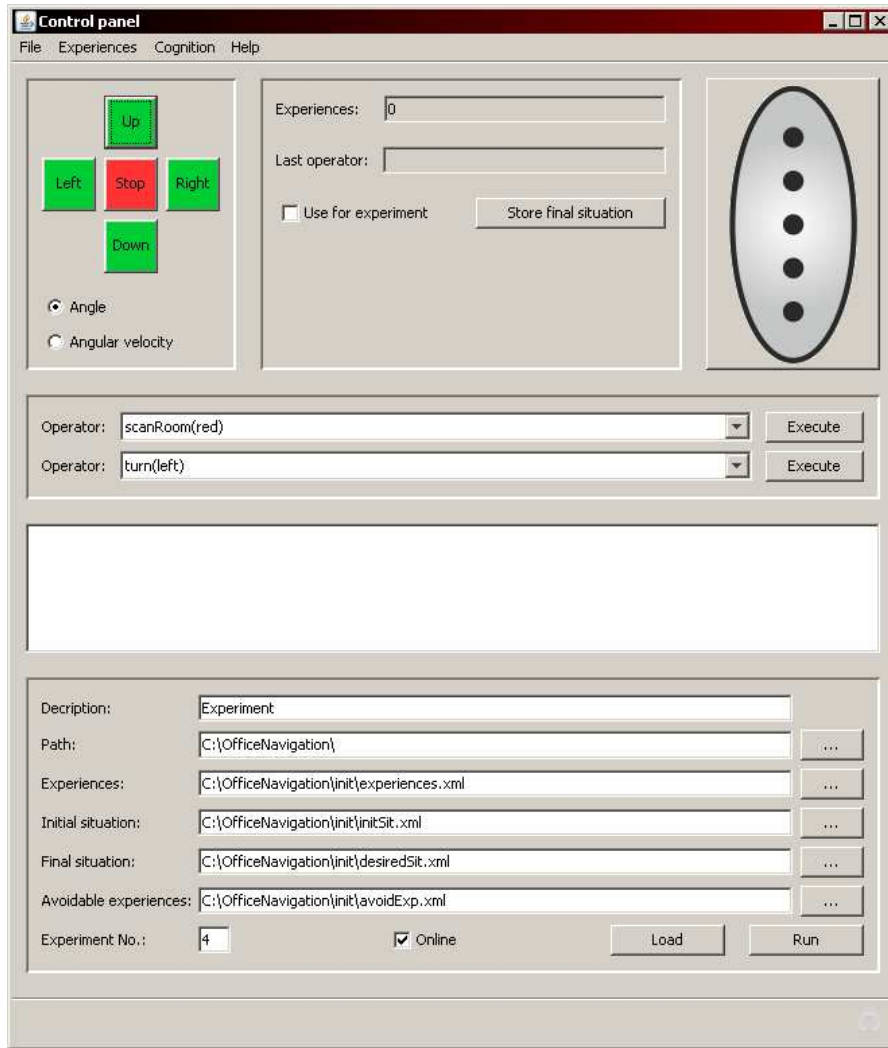 Control panel
File Experiences Cognition Help
Up
Left Stop Right
Down
Angle
Angular velocity
Experiences: 0
Last operator:
Use for experiment Store final situation
Operator: scanRoom(red) Execute
Operator: turn(left) Execute
Decription: Experiment
Path: C:\OfficeNavigation\ ...
Experiences: C:\OfficeNavigation\init\experiences.xml ...
Initial situation: C:\OfficeNavigation\init\initSit.xml ...
Final situation: C:\OfficeNavigation\init\desiredSit.xml ...
Avoidable experiences: C:\OfficeNavigation\init\avoidExp.xml ...
Experiment No.: 4 Online Load Run